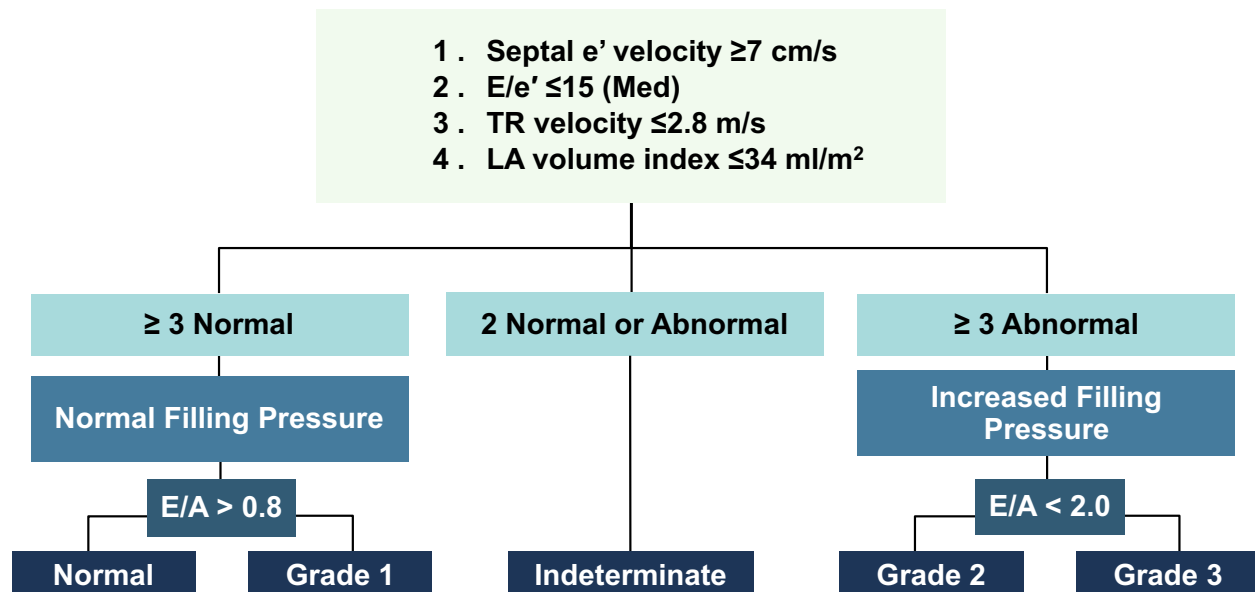 1 . Septal e’ velocity ≥7 cm/s
2 . E/e′ ≤15 (Med)
3 . TR velocity ≤2.8 m/s
4 . LA volume index ≤34 ml/m²
≥ 3 Normal
2 Normal or Abnormal
≥ 3 Abnormal
Normal Filling Pressure
Increased Filling
Pressure
E/A > 0.8
E/A < 2.0
Normal
Grade 1
Indeterminate
Grade 2
Grade 3